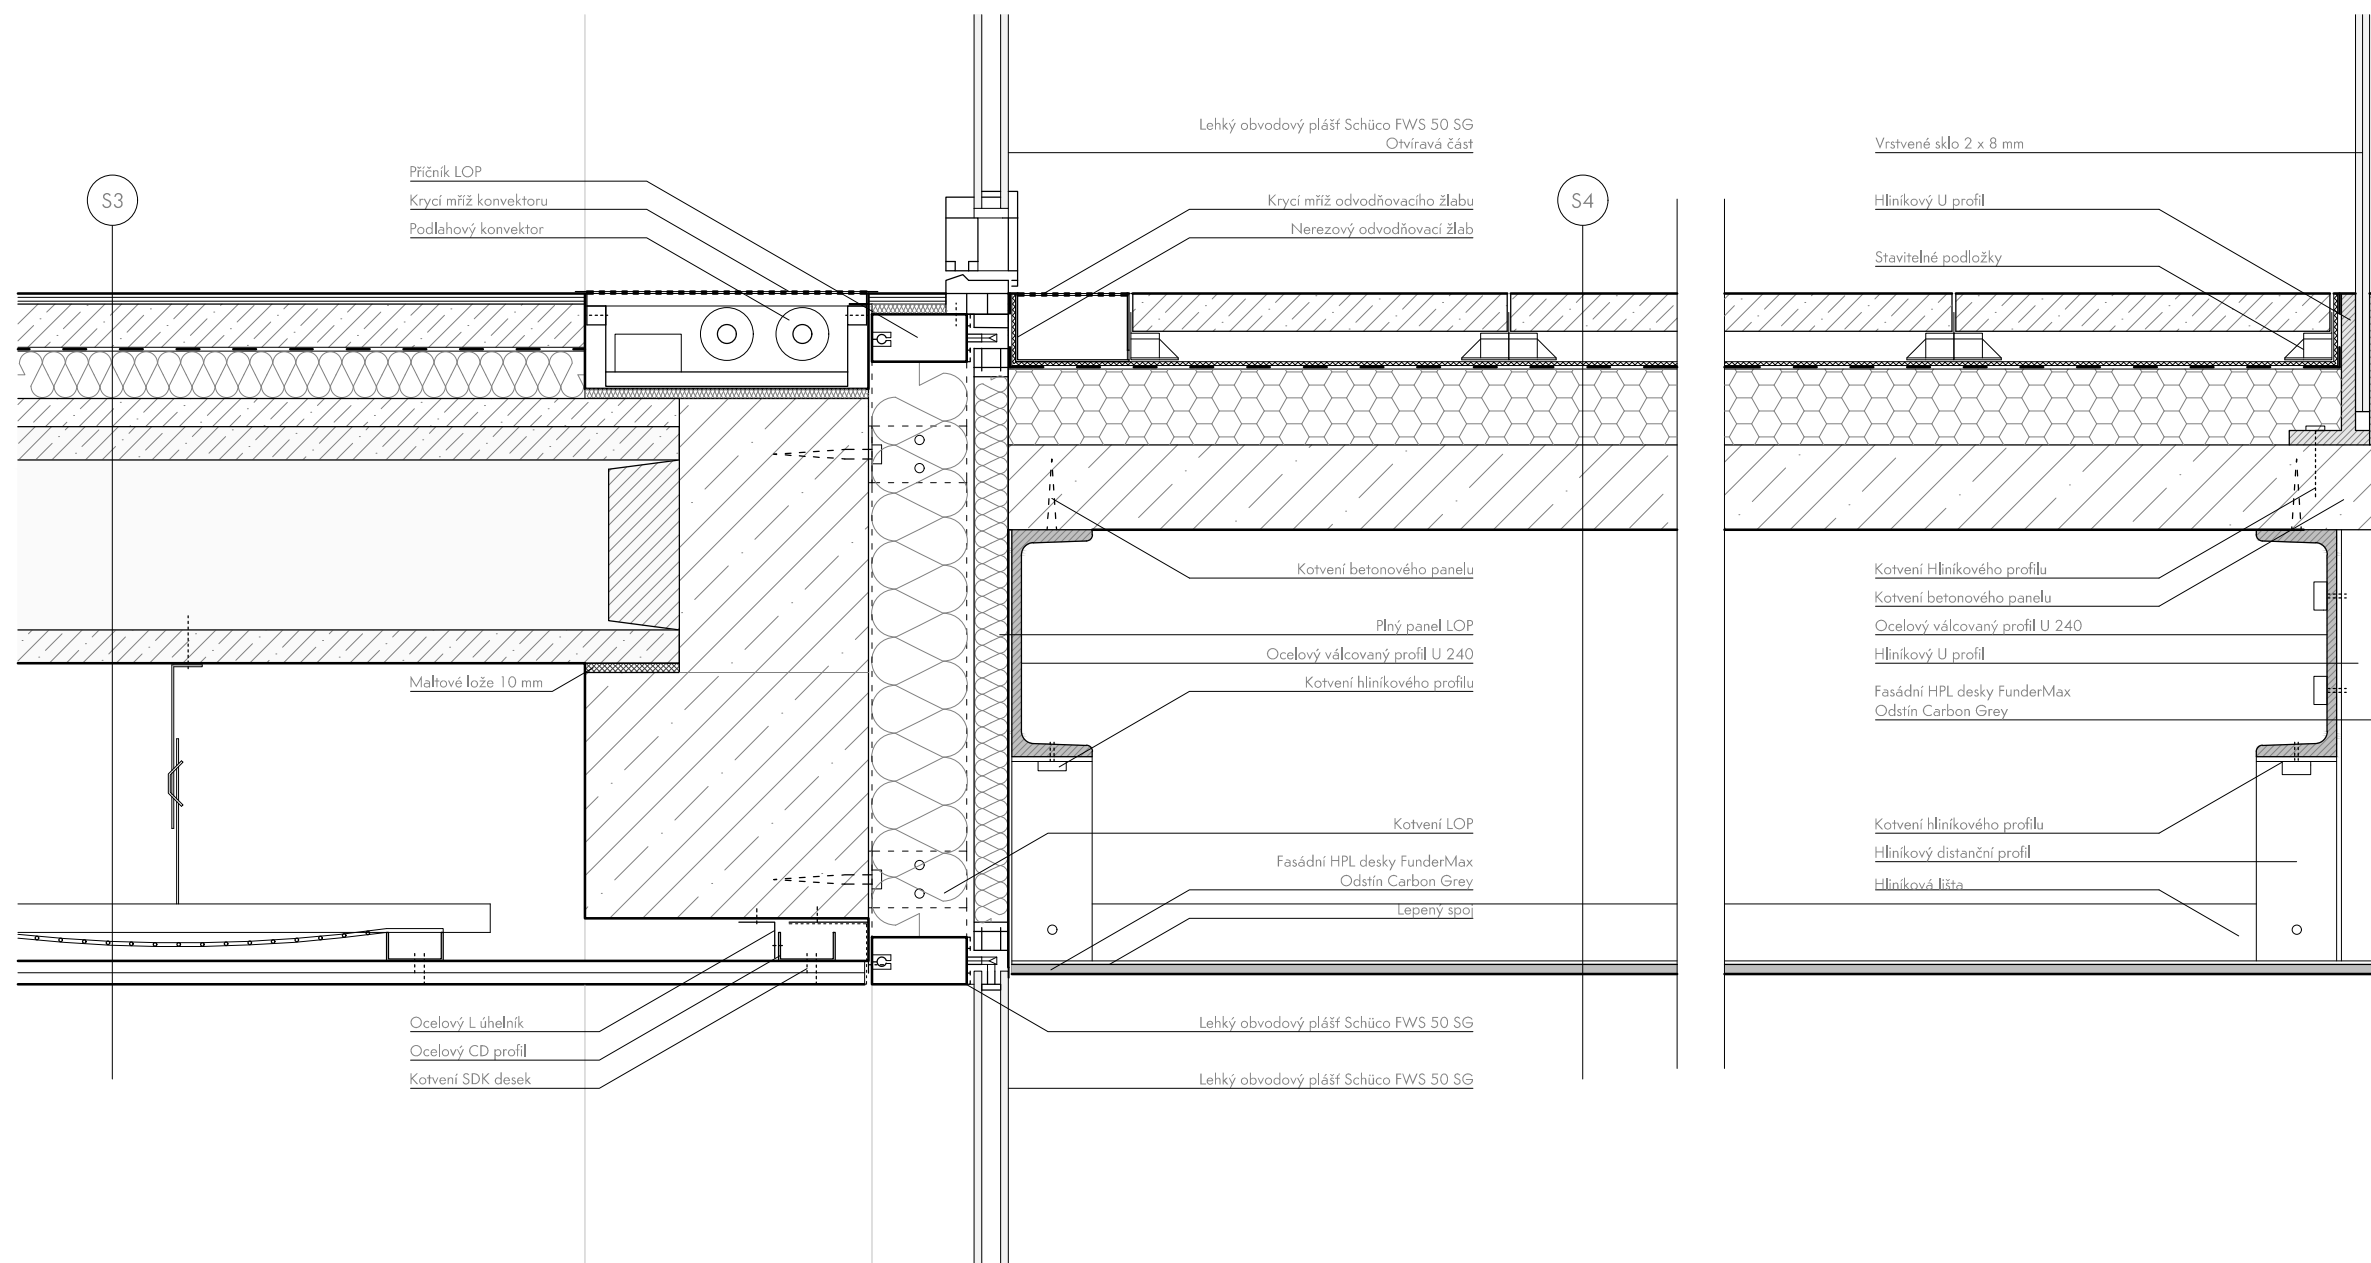 S3
Příčník LOP
Krycí mříž konvektoru
Podlahový konvektor
Maltové lože 10 mm
Ocelový L úhelník
Ocelový CD profil
Kotvení SDK desek
Lehký obvodový plášť Schüco FWS 50 SG
Otvíravá část
Krycí mříž odvodňovacího žlabu
Nerezový odvodňovací žlab
Kotvení betonového panelu
Plný panel LOP
Ocelový válcovaný profil U 240
Kotvení hliníkového profilu
Kotvení LOP
Fasádní HPL desky FunderMax
Odstín Carbon Grey
Lepený spoj
Lehký obvodový plášť Schüco FWS 50 SG
Lehký obvodový plášť Schüco FWS 50 SG
S4
Vrstvené sklo 2 x 8 mm
Hliníkový U profil
Stavitelné podložky
Kotvení Hliníkového profilu
Kotvení betonového panelu
Ocelový válcovaný profil U 240
Hliníkový U profil
Fasádní HPL desky FunderMax
Odstín Carbon Grey
Kotvení hliníkového profilu
Hliníkový distanční profil
Hliníková lišta